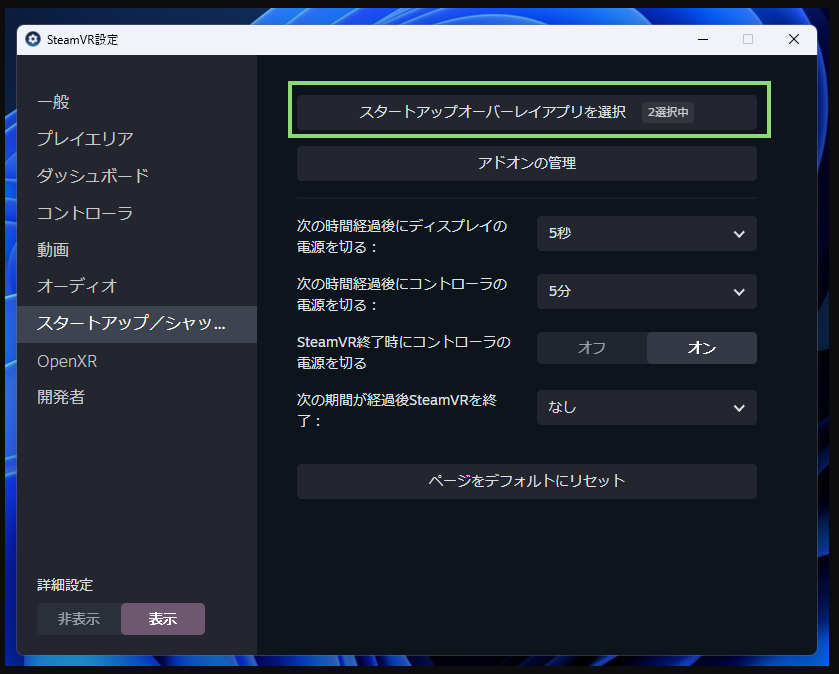 SteamVR設定
一般
プレイエリア
ダッシュボード
コントローラ
動画
オーディオ
スタートアップ／シャッ...
OpenXR
開発者
詳細設定
非表示 表示
スタートアップオーバーレイアプリを選択 2選択中
アドオンの管理
次の時間経過後にディスプレイの
電源を切る： 5秒
次の時間経過後にコントローラの
電源を切る： 5分
SteamVR終了時にコントローラの
電源を切る オフ オン
次の期間が経過後SteamVRを終
了： なし
ページをデフォルトにリセット